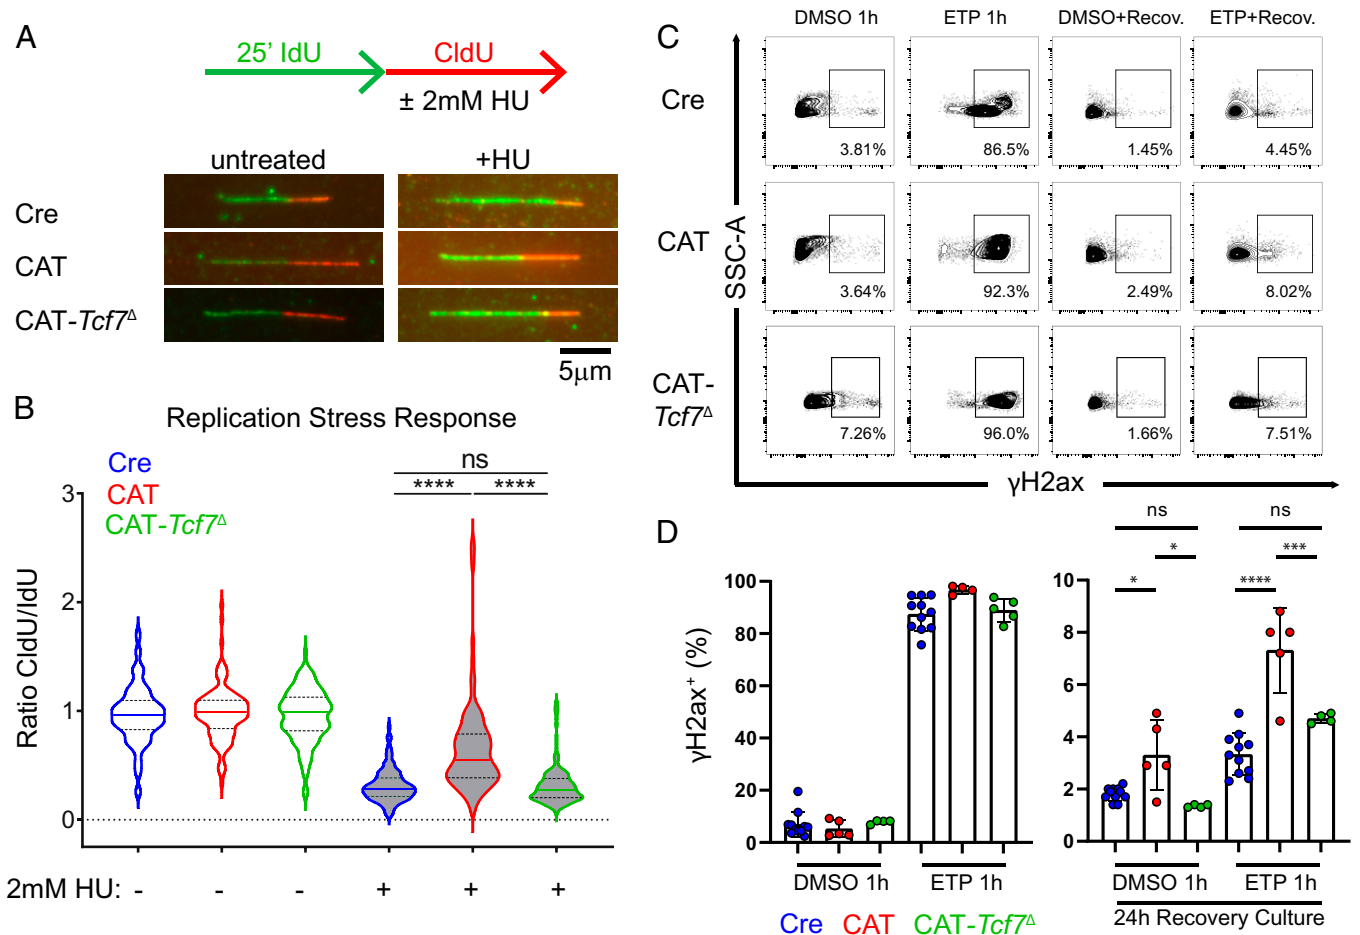 A
25' IdU CldU
± 2mM HU
untreated +HU
Cre
CAT
CAT-Tcf7Δ
5μm
B
Replication Stress Response
Cre
CAT
CAT-Tcf7Δ
ns
**** ****
Ratio CldU/IdU
3
2
1
0
2mM HU: - - - + + +
C
DMSO 1h ETP 1h DMSO+Recov. ETP+Recov.
Cre
3.81% 86.5% 1.45% 4.45%
CAT
3.64% 92.3% 2.49% 8.02%
CAT-
Tcf7Δ
7.26% 96.0% 1.66% 7.51%
SSC-A
γH2ax
D
γH2ax+ (%)
100
80
60
40
20
0
DMSO 1h ETP 1h
ns ns
* ***
* ****
10
8
6
4
2
0
DMSO 1h ETP 1h
24h Recovery Culture
Cre CAT CAT-Tcf7Δ